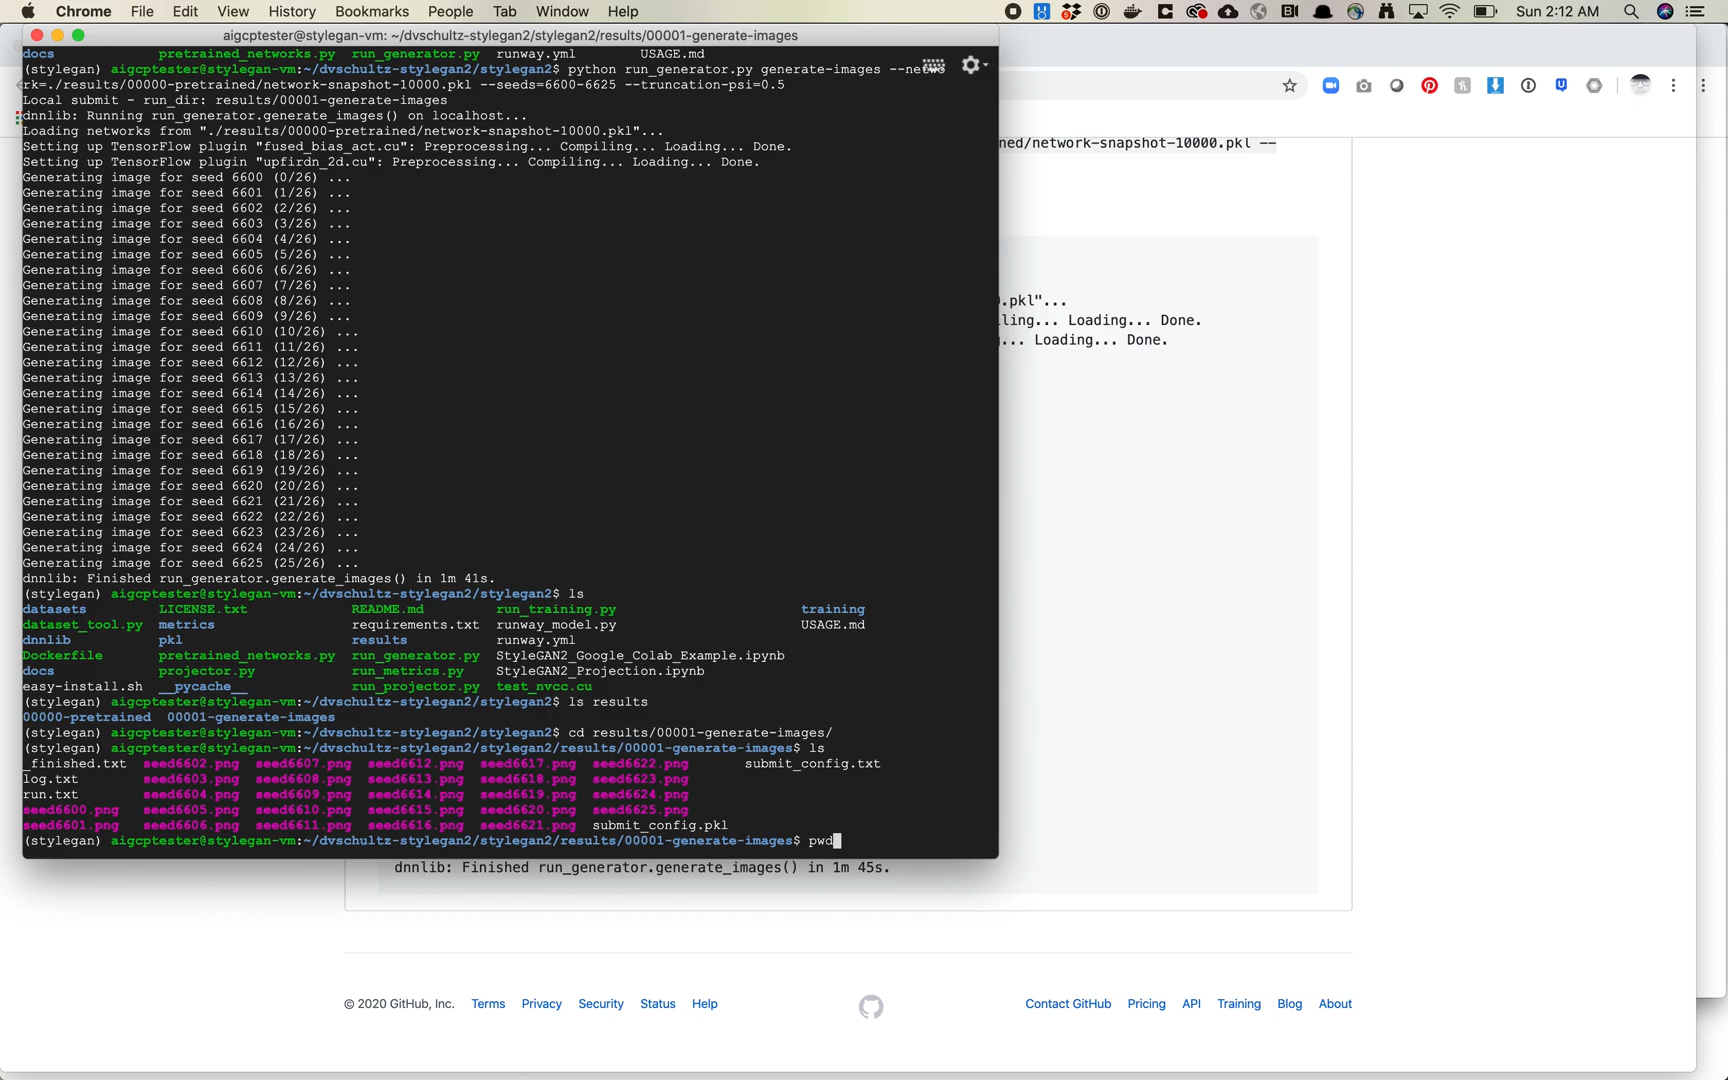 Chrome File Edit View History Bookmarks People Tab Window Help Sun 2:12 AM
aigcptester@stylegan-vm: ~/dvschultz-stylegan2/stylegan2/results/00001-generate-images
docs pretrained_networks.py run_generator.py runway.yml USAGE.md
(stylegan) aigcptester@stylegan-vm:~/dvschultz-stylegan2/stylegan2$ python run_generator.py generate-images --netwo
rk=./results/00000-pretrained/network-snapshot-10000.pkl --seeds=6600-6625 --truncation-psi=0.5
Local submit - run_dir: results/00001-generate-images
dnnlib: Running run_generator.generate_images() on localhost...
Loading networks from "./results/00000-pretrained/network-snapshot-10000.pkl"...
Setting up TensorFlow plugin "fused_bias_act.cu": Preprocessing... Compiling... Loading... Done.
Setting up TensorFlow plugin "upfirdn_2d.cu": Preprocessing... Compiling... Loading... Done.
Generating image for seed 6600 (0/26) ...
Generating image for seed 6601 (1/26) ...
Generating image for seed 6602 (2/26) ...
Generating image for seed 6603 (3/26) ...
Generating image for seed 6604 (4/26) ...
Generating image for seed 6605 (5/26) ...
Generating image for seed 6606 (6/26) ...
Generating image for seed 6607 (7/26) ...
Generating image for seed 6608 (8/26) ...
Generating image for seed 6609 (9/26) ...
Generating image for seed 6610 (10/26) ...
Generating image for seed 6611 (11/26) ...
Generating image for seed 6612 (12/26) ...
Generating image for seed 6613 (13/26) ...
Generating image for seed 6614 (14/26) ...
Generating image for seed 6615 (15/26) ...
Generating image for seed 6616 (16/26) ...
Generating image for seed 6617 (17/26) ...
Generating image for seed 6618 (18/26) ...
Generating image for seed 6619 (19/26) ...
Generating image for seed 6620 (20/26) ...
Generating image for seed 6621 (21/26) ...
Generating image for seed 6622 (22/26) ...
Generating image for seed 6623 (23/26) ...
Generating image for seed 6624 (24/26) ...
Generating image for seed 6625 (25/26) ...
dnnlib: Finished run_generator.generate_images() in 1m 41s.
(stylegan) aigcptester@stylegan-vm:~/dvschultz-stylegan2/stylegan2$ ls
datasets LICENSE.txt README.md run_training.py training
dataset_tool.py metrics requirements.txt runway_model.py USAGE.md
dnnlib pkl results runway.yml
Dockerfile pretrained_networks.py run_generator.py StyleGAN2_Google_Colab_Example.ipynb
docs projector.py run_metrics.py StyleGAN2_Projection.ipynb
easy-install.sh __pycache__ run_projector.py test_nvcc.cu
(stylegan) aigcptester@stylegan-vm:~/dvschultz-stylegan2/stylegan2$ ls results
00000-pretrained 00001-generate-images
(stylegan) aigcptester@stylegan-vm:~/dvschultz-stylegan2/stylegan2$ cd results/00001-generate-images/
(stylegan) aigcptester@stylegan-vm:~/dvschultz-stylegan2/stylegan2/results/00001-generate-images$ ls
_finished.txt seed6602.png seed6607.png seed6612.png seed6617.png seed6622.png submit_config.txt
log.txt seed6603.png seed6608.png seed6613.png seed6618.png seed6623.png
run.txt seed6604.png seed6609.png seed6614.png seed6619.png seed6624.png
seed6600.png seed6605.png seed6610.png seed6615.png seed6620.png seed6625.png
seed6601.png seed6606.png seed6611.png seed6616.png seed6621.png submit_config.pkl
(stylegan) aigcptester@stylegan-vm:~/dvschultz-stylegan2/stylegan2/results/00001-generate-images$ pwd
ned/network-snapshot-10000.pkl --
.pkl"...
ling... Loading... Done.
... Loading... Done.
dnnlib: Finished run_generator.generate_images() in 1m 45s.
© 2020 GitHub, Inc. Terms Privacy Security Status Help Contact GitHub Pricing API Training Blog About